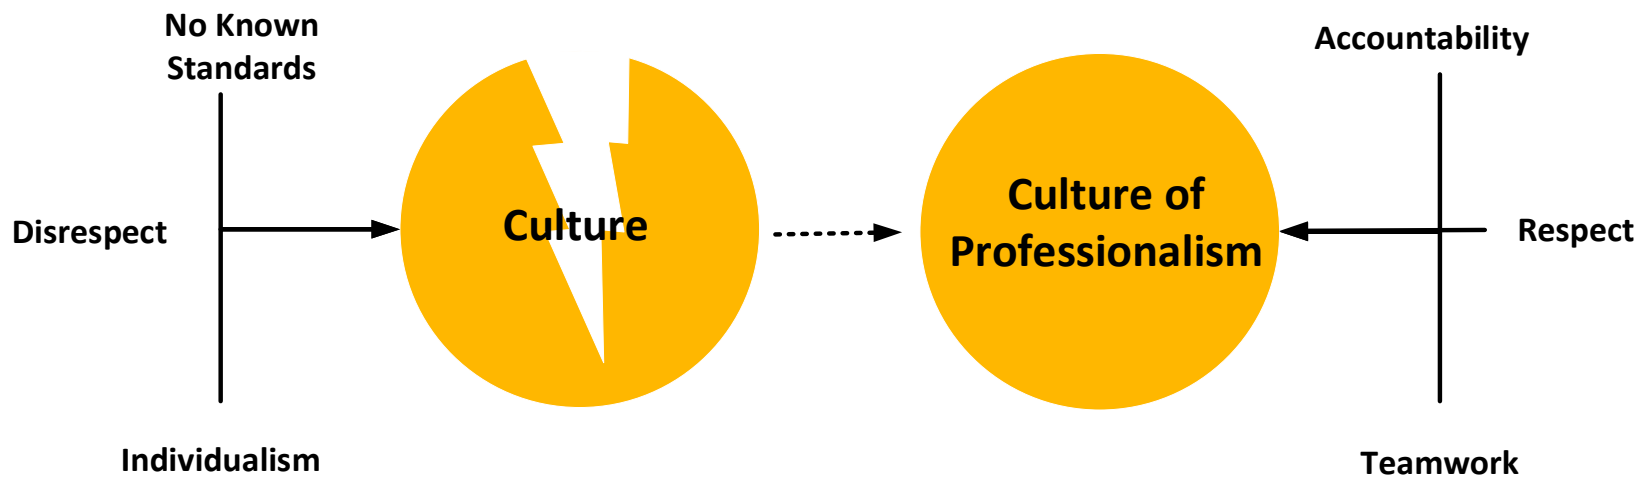 No Known
Standards
Disrespect
Individualism
Culture
Culture of
Professionalism
Accountability
Respect
Teamwork